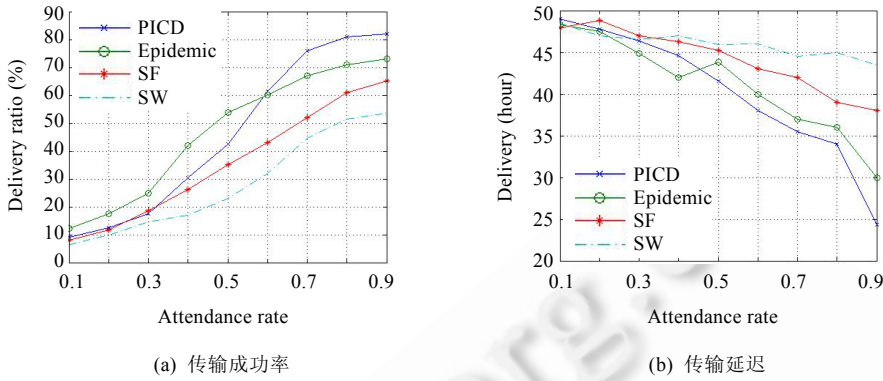 90
80
70
60
50
40
30
20
10
0
Delivery ratio (%)
PICD
Epidemic
SF
SW
0.1 0.3 0.5 0.7 0.9
Attendance rate
(a) 传输成功率
50
45
40
35
30
25
20
Delivery (hour)
PICD
Epidemic
SF
SW
0.1 0.3 0.5 0.7 0.9
Attendance rate
(b) 传输延迟